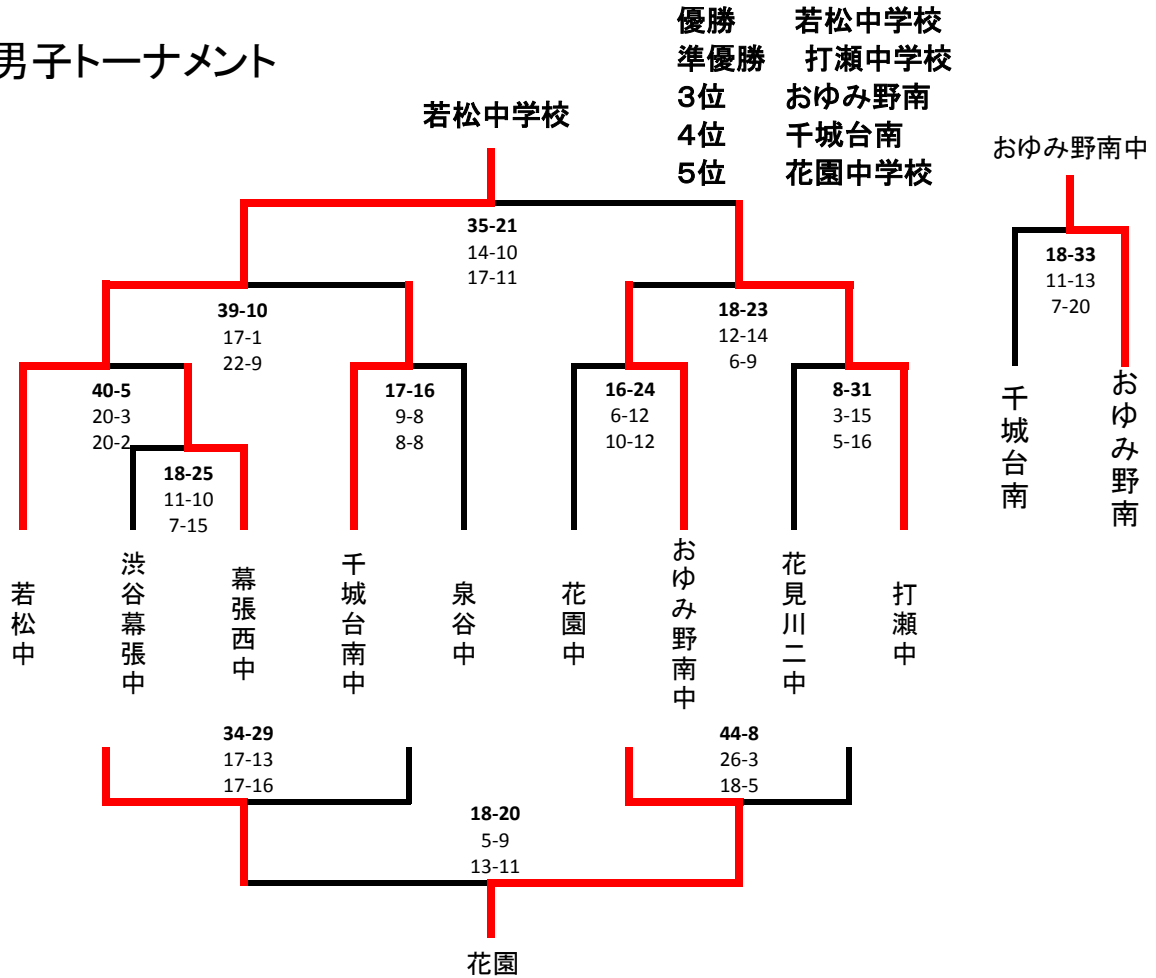 男子トーナメント
優勝 若松中学校
準優勝 打瀬中学校
3位 おゆみ野南
4位 千城台南
5位 花園中学校
若松中学校
おゆみ野南中
35-21
14-10
17-11
18-33
11-13
7-20
39-10
17-1
22-9
18-23
12-14
6-9
40-5
20-3
20-2
17-16
9-8
8-8
16-24
6-12
10-12
8-31
3-15
5-16
千城台南
おゆみ野南
18-25
11-10
7-15
若松中
渋谷幕張中
幕張西中
千城台南中
泉谷中
花園中
おゆみ野南中
花見川二中
打瀬中
34-29
17-13
17-16
44-8
26-3
18-5
18-20
5-9
13-11
花園